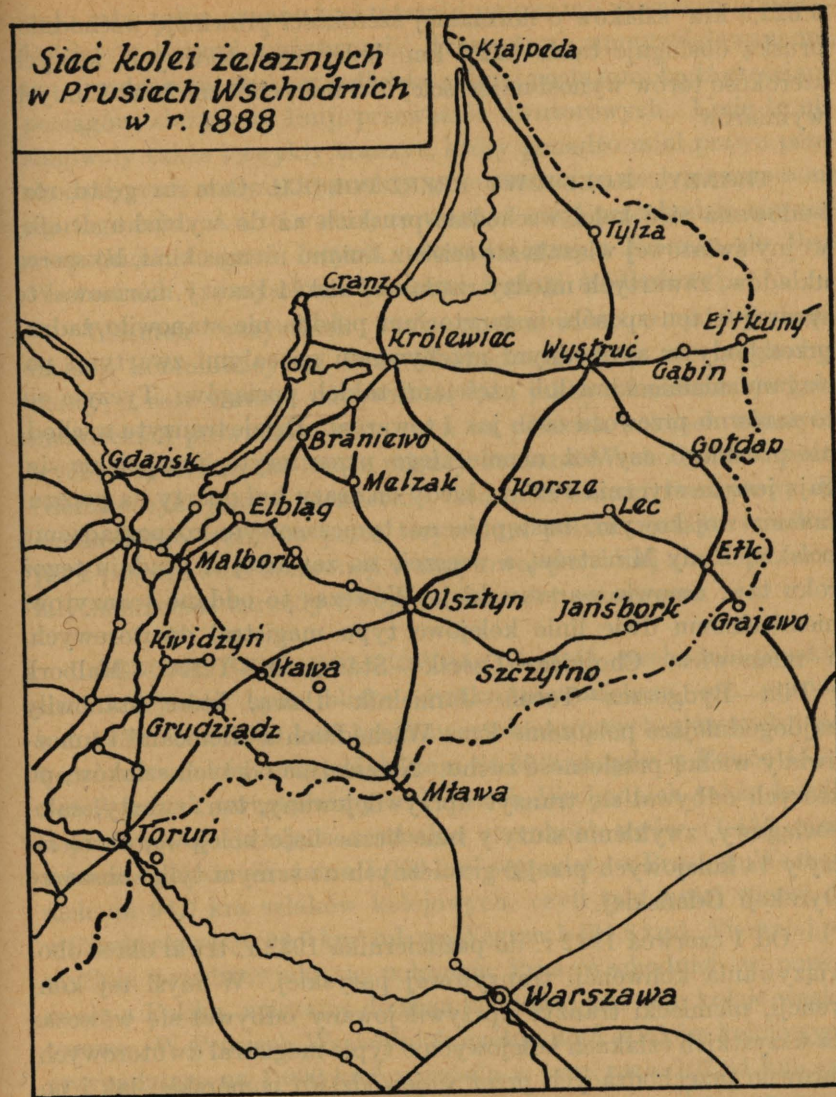 Sieć kolei żelaznych
w Prusiech Wschodnich
w r. 1888
Kłajpeda
Tylża
Cranz
Królewiec
Wystruć
Ejtkuny
Gąbin
Braniewo
Gołdap
Gdańsk
Melzak
Korsze
Elbląg
Lec
Malbork
Ełk
Olsztyn
Jańsbork
Grajewo
Kwidzyń
Szczytno
Iława
Grudziądz
Mława
Toruń
Warszawa